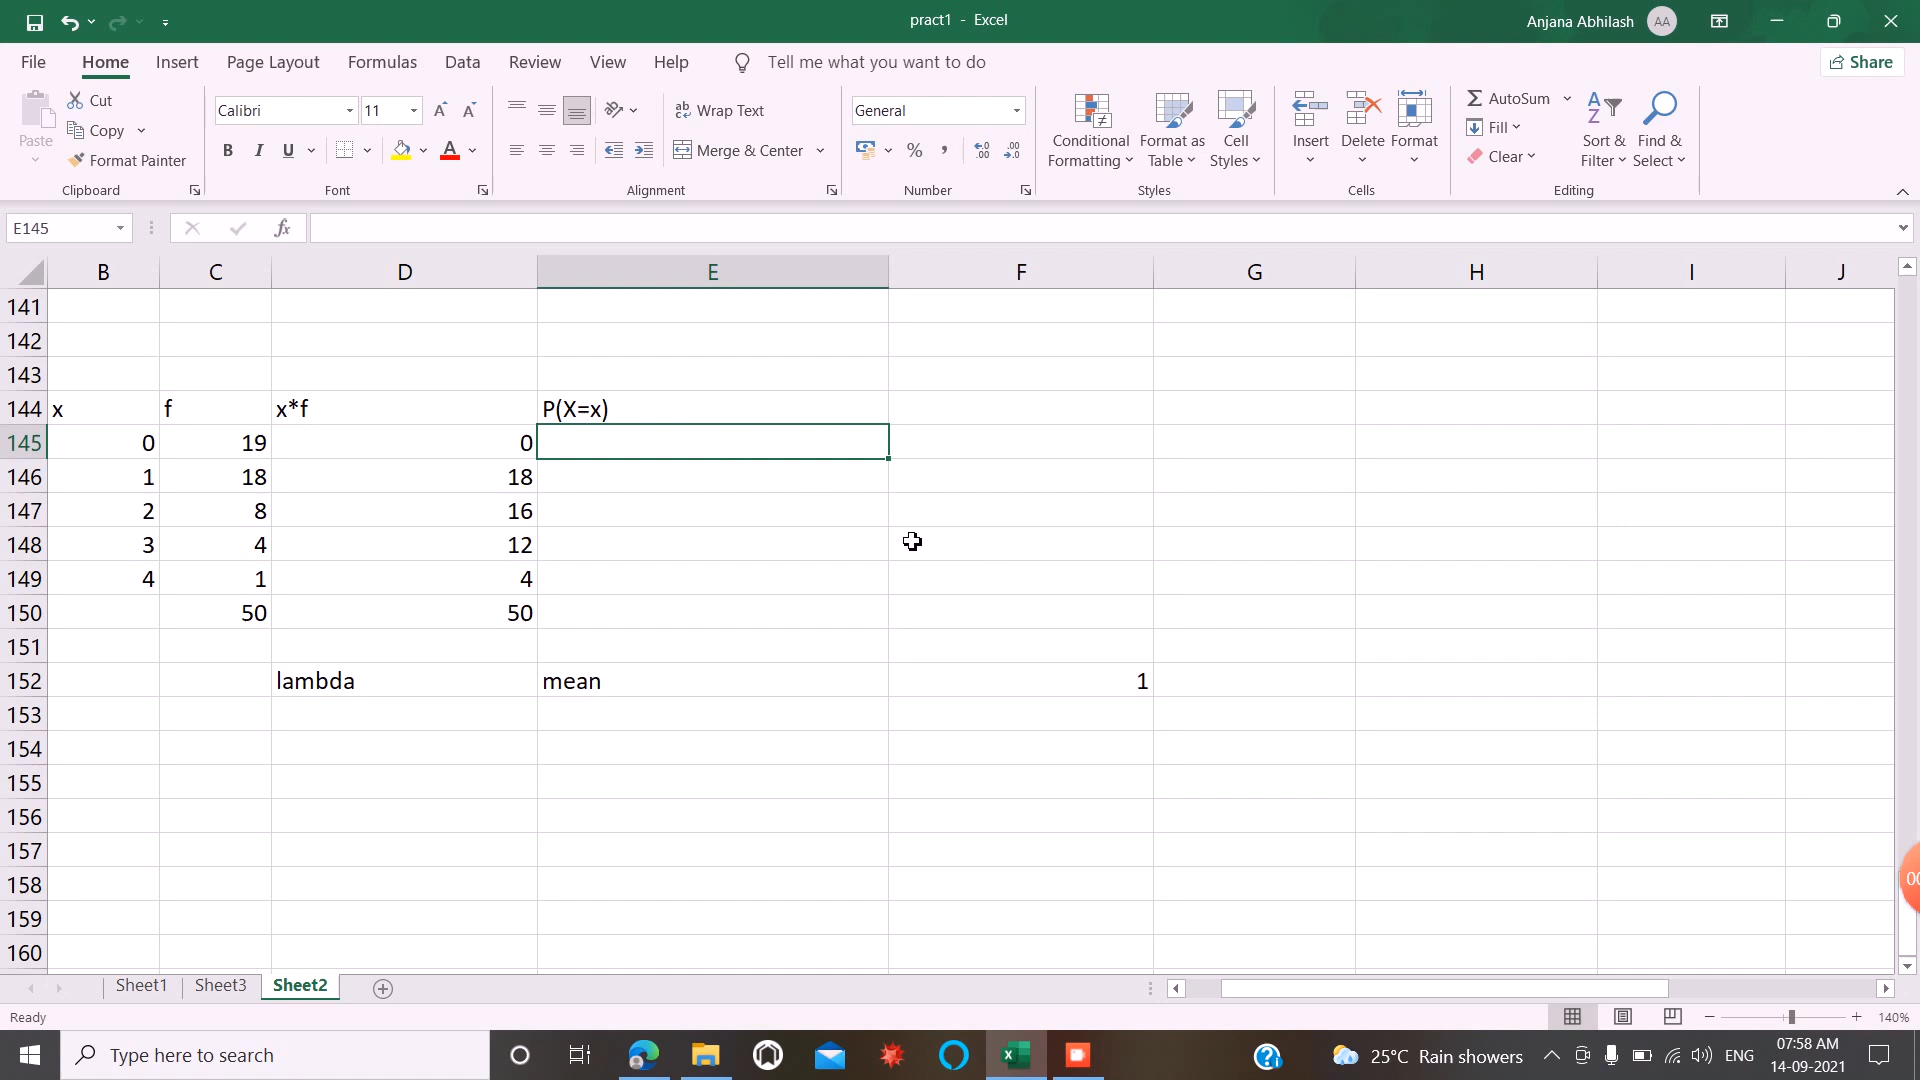 pract1 - Excel
Anjana Abhilash AA
File Home Insert Page Layout Formulas Data Review View Help Tell me what you want to do Share
Paste
Cut
Copy
Format Painter
Clipboard
Calibri 11
B I U
Font
Wrap Text
Merge & Center
Alignment
General
Number
Conditional Formatting
Format as Table
Cell Styles
Styles
Insert Delete Format
Cells
AutoSum
Fill
Clear
Sort & Filter
Find & Select
Editing
E145
fx
B C D E F G H I J
141
142
143
144 x f x*f P(X=x)
145 0 19 0
146 1 18 18
147 2 8 16
148 3 4 12
149 4 1 4
150 50 50
151
152 lambda mean 1
153
154
155
156
157
158
159
160
00
Sheet1 Sheet3 Sheet2
Ready
140%
Type here to search
25°C Rain showers
ENG
07:58 AM
14-09-2021